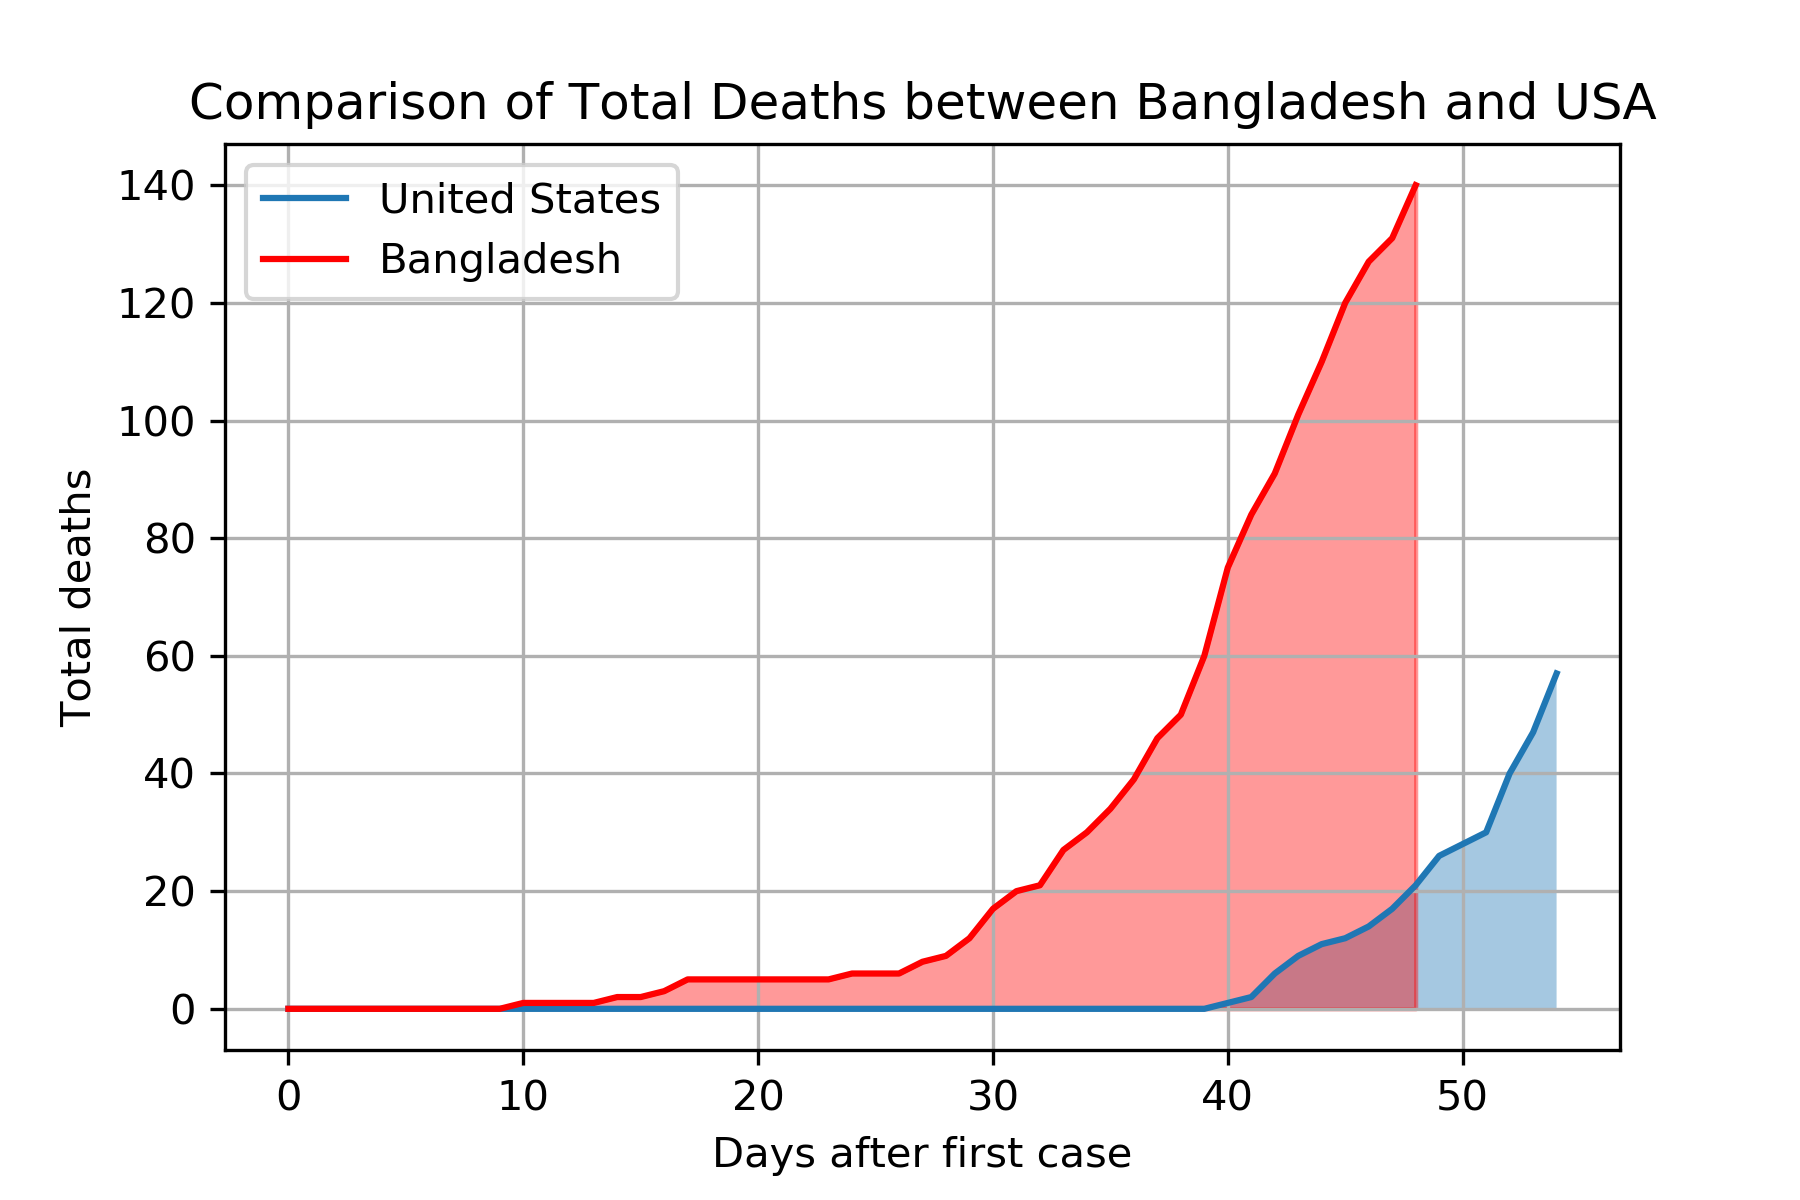 Comparison of Total Deaths between Bangladesh and USA
United States
Bangladesh
140
120
100
80
60
40
20
0
Total deaths
0 10 20 30 40 50
Days after first case